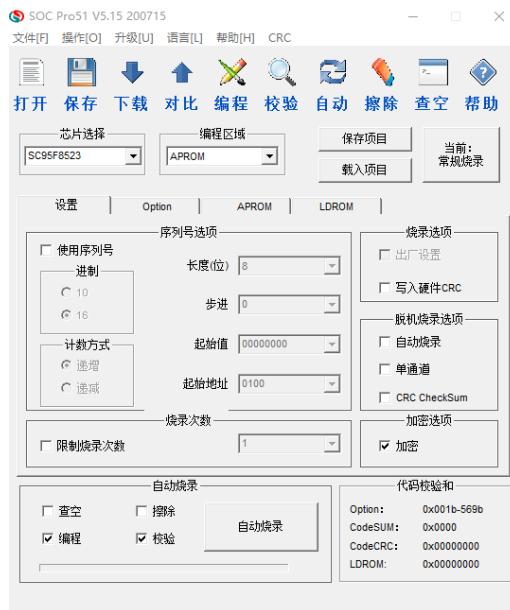 SOC Pro51 V5.15 200715
文件[F] 操作[O] 升级[U] 语言[L] 帮助[H] CRC
打开 保存 下载 对比 编程 校验 自动 擦除 查空 帮助
芯片选择 编程区域 保存项目 当前:
SC95F8523 APROM 载入项目 常规烧录
设置 Option APROM LDROM
序列号选项 烧录选项
使用序列号 长度(位) 8 出厂设置
进制
10 步进 0 写入硬件CRC
16 脱机烧录选项
计数方式 起始值 00000000 自动烧录
递增 单通道
递减 起始地址 0100 CRC CheckSum
烧录次数 加密选项
限制烧录次数 1 加密
自动烧录 代码校验和
查空 擦除 自动烧录 Option: 0x001b-569b
编程 校验 CodeSUM: 0x0000
CodeCRC: 0x00000000
LDROM: 0x00000000